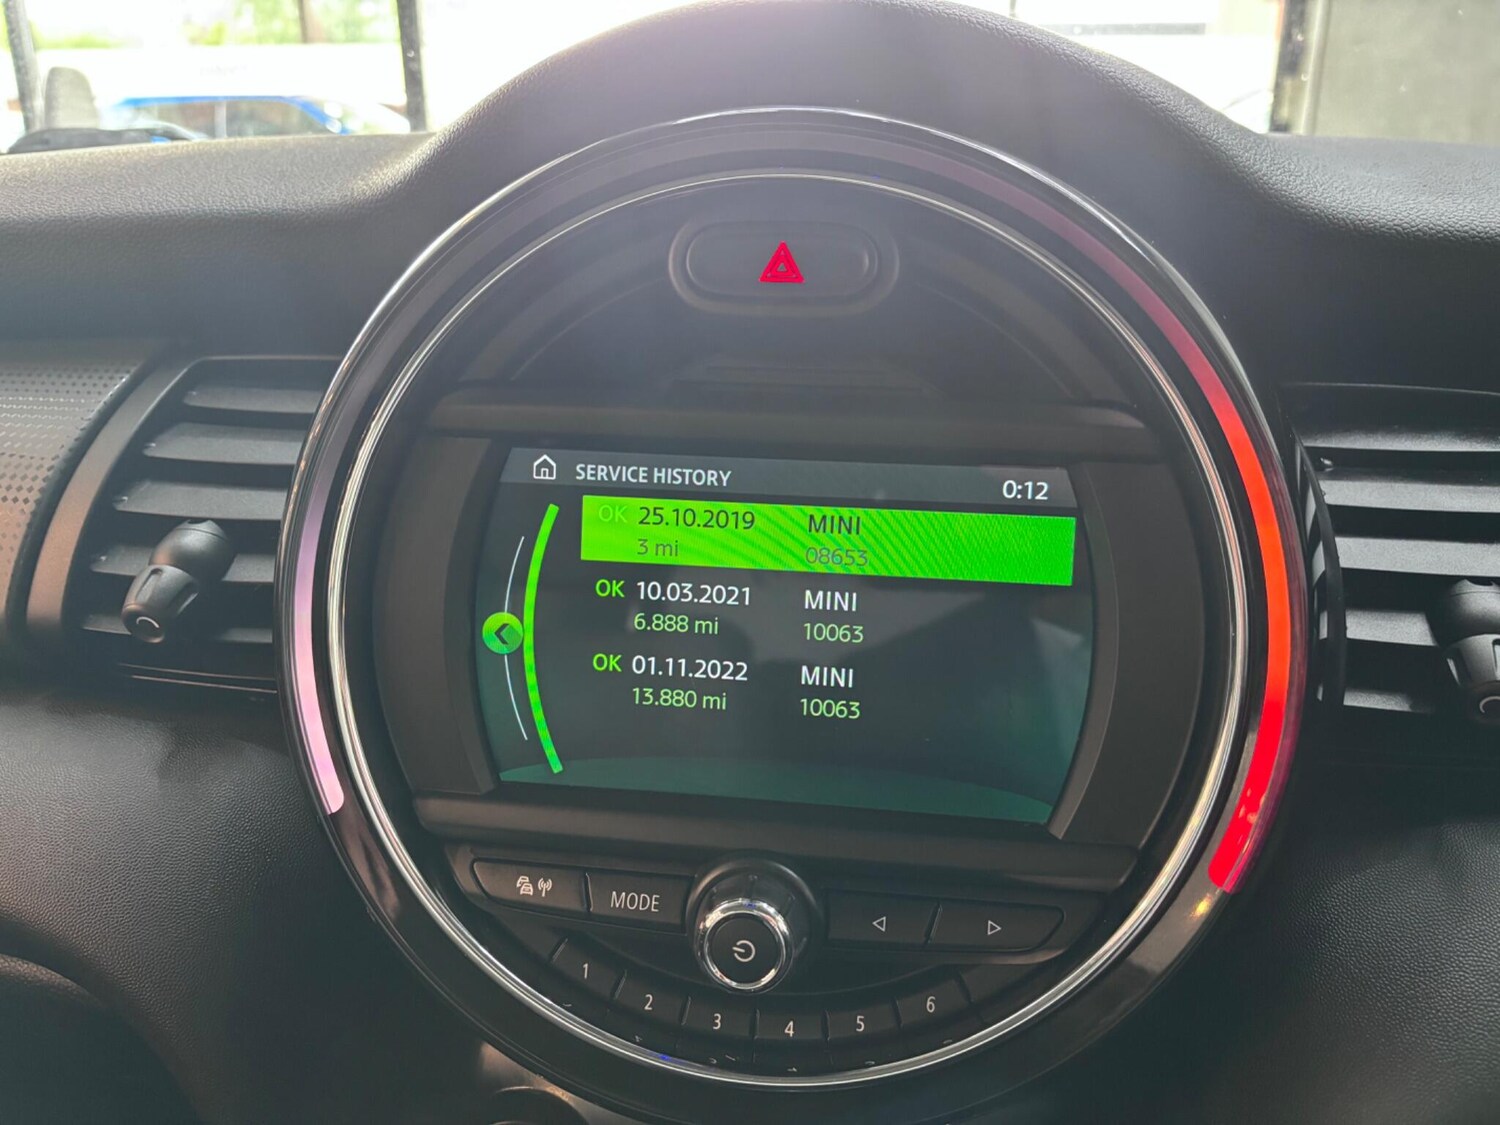 SERVICE HISTORY 0:12
OK 25.10.2019 MINI
3 mi 08653
OK 10.03.2021 MINI
6.888 mi 10063
OK 01.11.2022 MINI
13.880 mi 10063
MODE
1 2 3 4 5 6